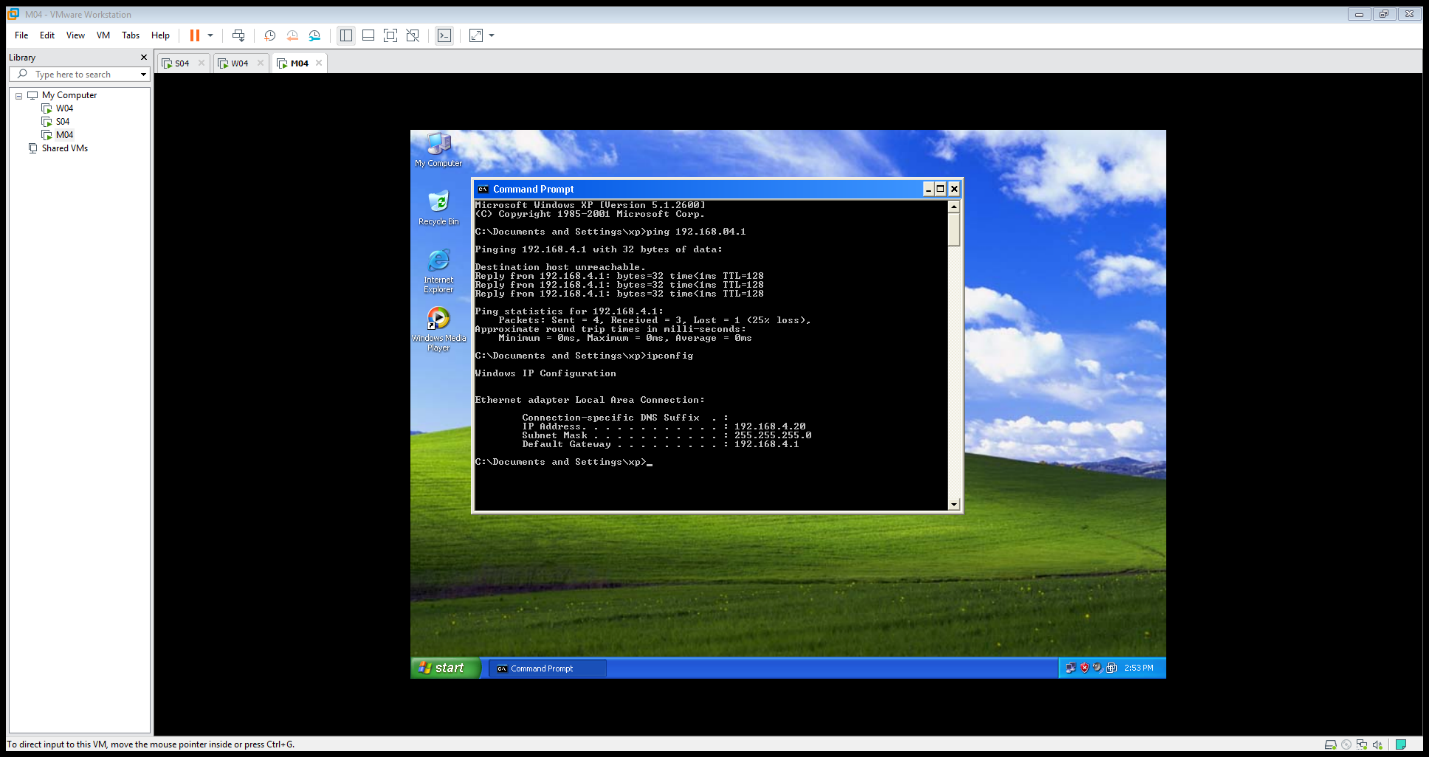 M04 - VMware Workstation
File Edit View VM Tabs Help
Library
Type here to search
My Computer
W04
S04
M04
Shared VMs
S04 W04 M04
My Computer
Recycle Bin
Internet
Explorer
Windows Media
Player
Command Prompt
Microsoft Windows XP [Version 5.1.2600]
(C) Copyright 1985-2001 Microsoft Corp.
C:\Documents and Settings\xp>ping 192.168.04.1
Pinging 192.168.4.1 with 32 bytes of data:
Destination host unreachable.
Reply from 192.168.4.1: bytes=32 time<1ms TTL=128
Reply from 192.168.4.1: bytes=32 time<1ms TTL=128
Reply from 192.168.4.1: bytes=32 time<1ms TTL=128
Ping statistics for 192.168.4.1:
Packets: Sent = 4, Received = 3, Lost = 1 (25% loss),
Approximate round trip times in milli-seconds:
Minimum = 0ms, Maximum = 0ms, Average = 0ms
C:\Documents and Settings\xp>ipconfig
Windows IP Configuration
Ethernet adapter Local Area Connection:
Connection-specific DNS Suffix . :
IP Address. . . . . . . . . . . . : 192.168.4.20
Subnet Mask . . . . . . . . . . . : 255.255.255.0
Default Gateway . . . . . . . . . : 192.168.4.1
C:\Documents and Settings\xp>_
start Command Prompt 2:53 PM
To direct input to this VM, move the mouse pointer inside or press Ctrl+G.